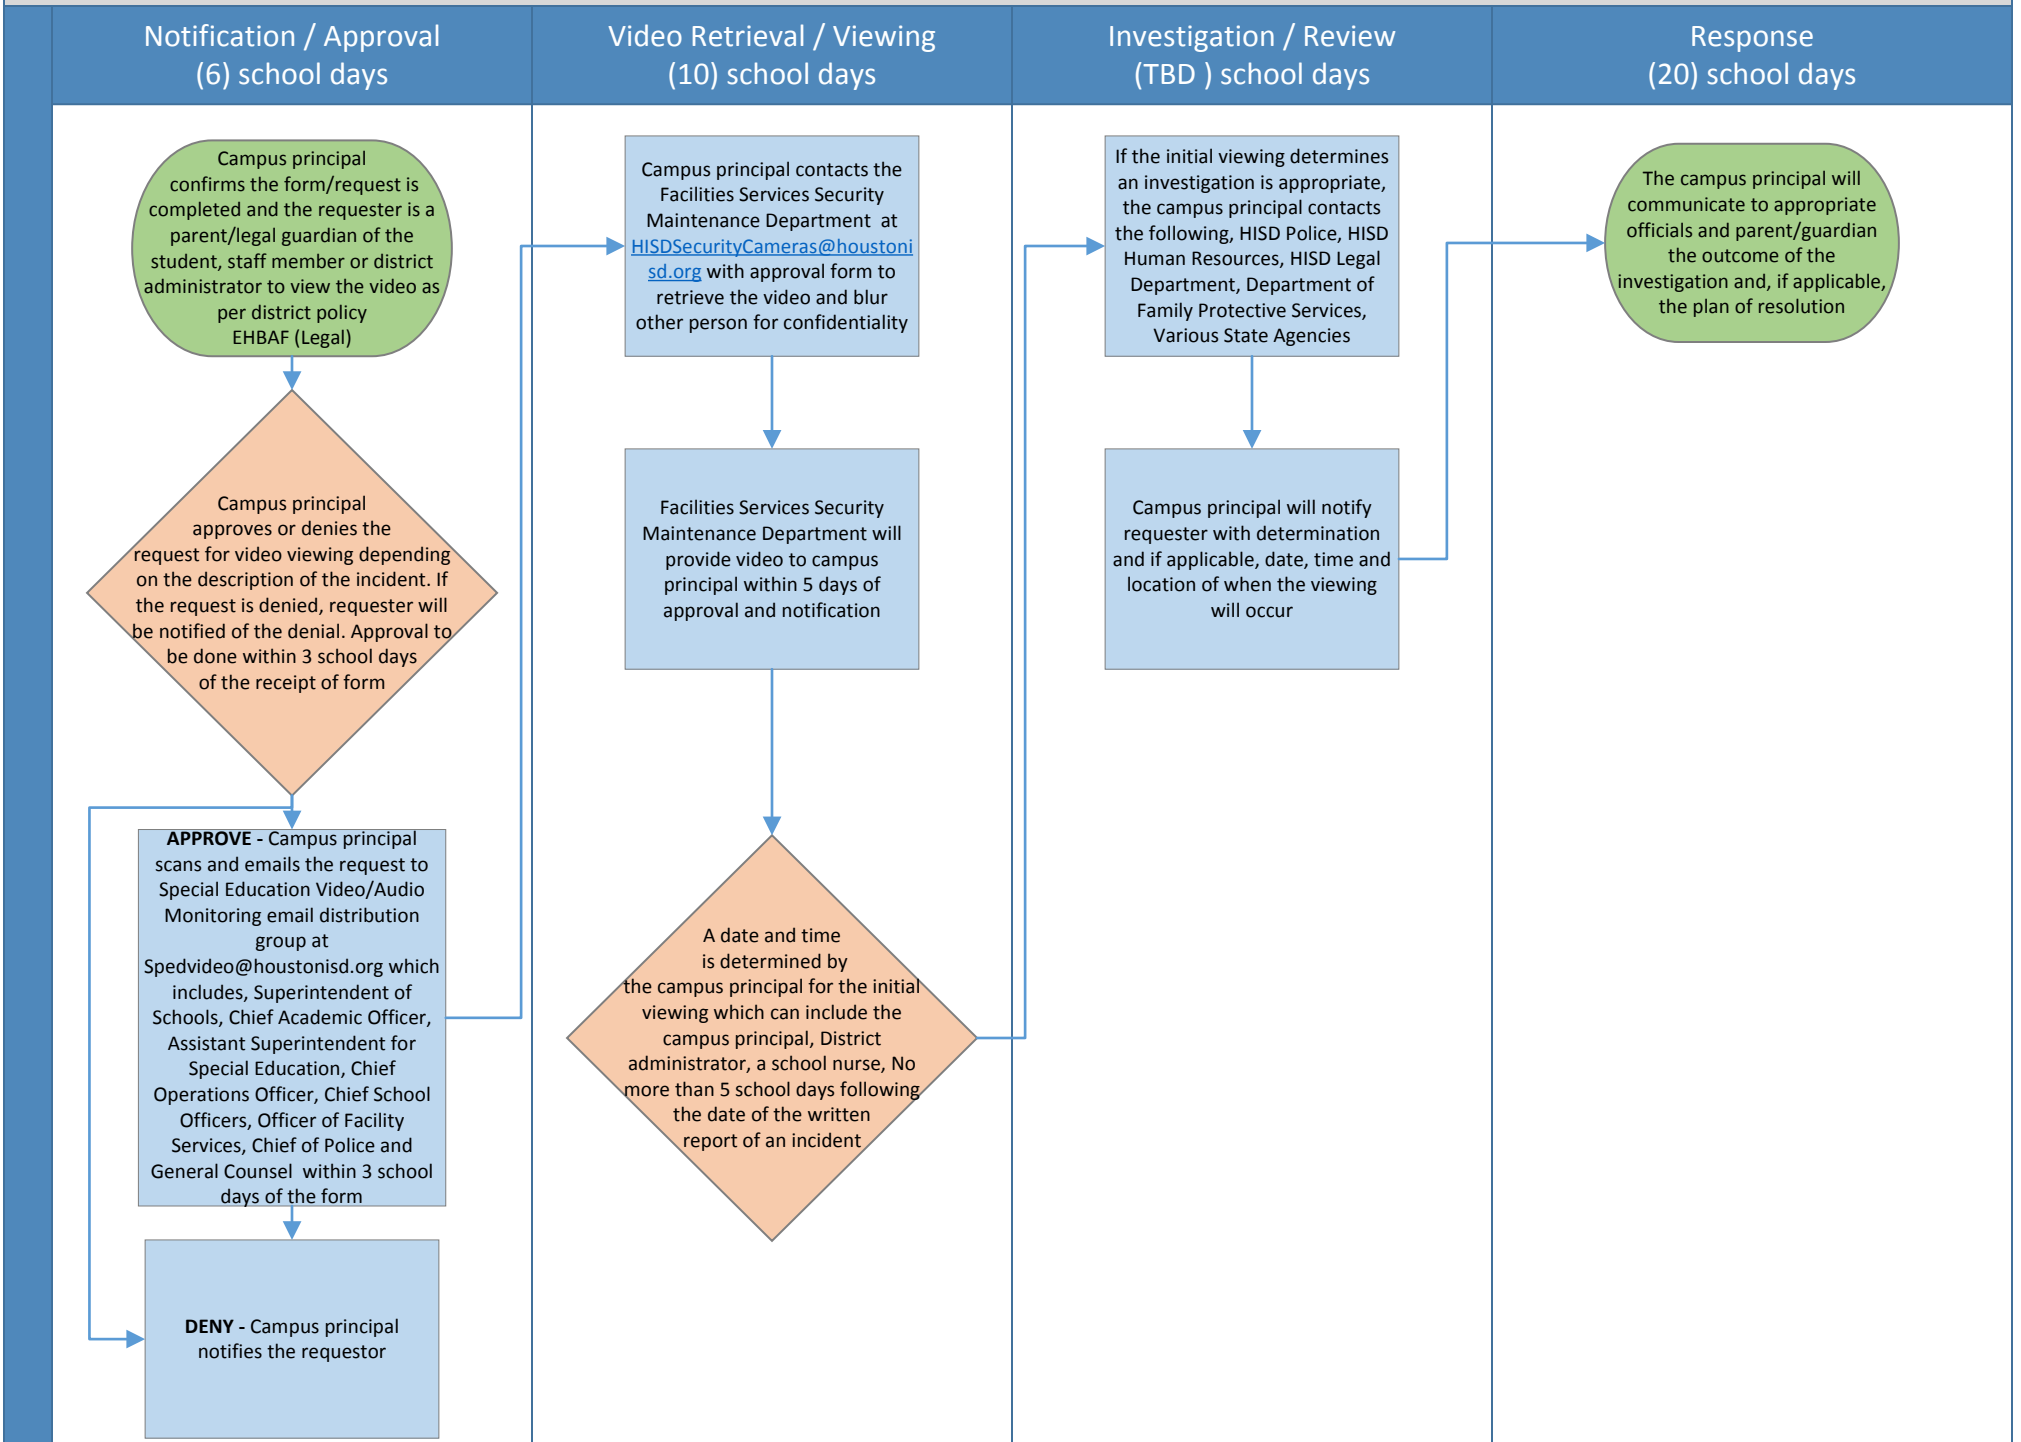 Notification / Approval
(6) school days
Video Retrieval / Viewing
(10) school days
Investigation / Review
(TBD ) school days
Response
(20) school days
Campus principal
confirms the form/request is
completed and the requester is a
parent/legal guardian of the
student, staff member or district
administrator to view the video as
per district policy
EHBAF (Legal)
Campus principal
approves or denies the
request for video viewing depending
on the description of the incident. If
the request is denied, requester will
be notified of the denial. Approval to
be done within 3 school days
of the receipt of form
APPROVE - Campus principal
scans and emails the request to
Special Education Video/Audio
Monitoring email distribution
group at
Spedvideo@houstonisd.org which
includes, Superintendent of
Schools, Chief Academic Officer,
Assistant Superintendent for
Special Education, Chief
Operations Officer, Chief School
Officers, Officer of Facility
Services, Chief of Police and
General Counsel  within 3 school
days of the form
DENY - Campus principal
notifies the requestor
Campus principal contacts the
Facilities Services Security
Maintenance Department  at
HISDSecurityCameras@houstoni
sd.org with approval form to
retrieve the video and blur
other person for confidentiality
Facilities Services Security
Maintenance Department will
provide video to campus
principal within 5 days of
approval and notification
A date and time
is determined by
the campus principal for the initial
viewing which can include the
campus principal, District
administrator, a school nurse, No
more than 5 school days following
the date of the written
report of an incident
If the initial viewing determines
an investigation is appropriate,
the campus principal contacts
the following, HISD Police, HISD
Human Resources, HISD Legal
Department, Department of
Family Protective Services,
Various State Agencies
Campus principal will notify
requester with determination
and if applicable, date, time and
location of when the viewing
will occur
The campus principal will
communicate to appropriate
officials and parent/guardian
the outcome of the
investigation and, if applicable,
the plan of resolution